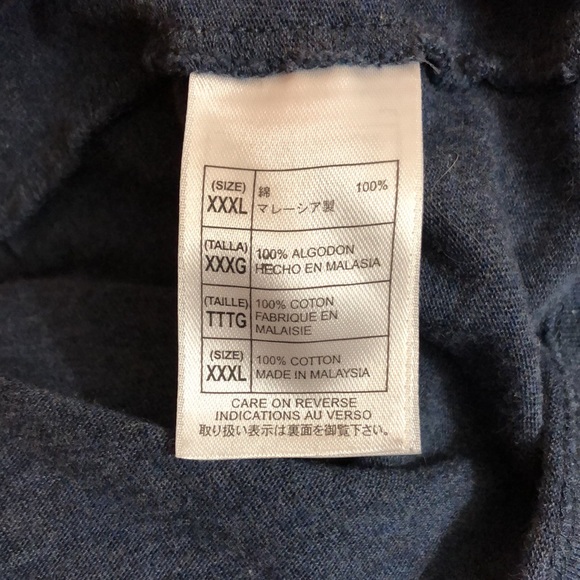 (SIZE) 綿 100%
XXXL マレーシア製
(TALLA) 100% ALGODON
XXXG HECHO EN MALASIA
(TAILLE) 100% COTON
TTTG FABRIQUE EN
MALAISIE
(SIZE) 100% COTTON
XXXL MADE IN MALAYSIA
CARE ON REVERSE
INDICATIONS AU VERSO
取り扱い表示は裏面を御覧下さい。